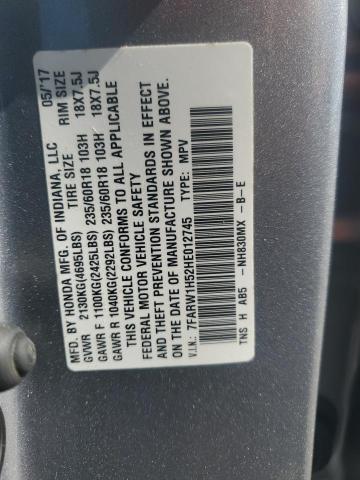 MFD. BY HONDA MFG. OF INDIANA, LLC 05/'17
TIRE SIZE RIM SIZE
GVWR 2130KG(4695LBS)
GAWR F 1100KG(2425LBS) 235/60R18 103H 18X7.5J
GAWR R 1040KG(2292LBS) 235/60R18 103H 18X7.5J
THIS VEHICLE CONFORMS TO ALL APPLICABLE
FEDERAL MOTOR VEHICLE SAFETY
AND THEFT PREVENTION STANDARDS IN EFFECT
ON THE DATE OF MANUFACTURE SHOWN ABOVE.
V.I.N.: 7FARW1H52HE012745 TYPE: MPV
TNS H AB5 -NH830MX -B-E